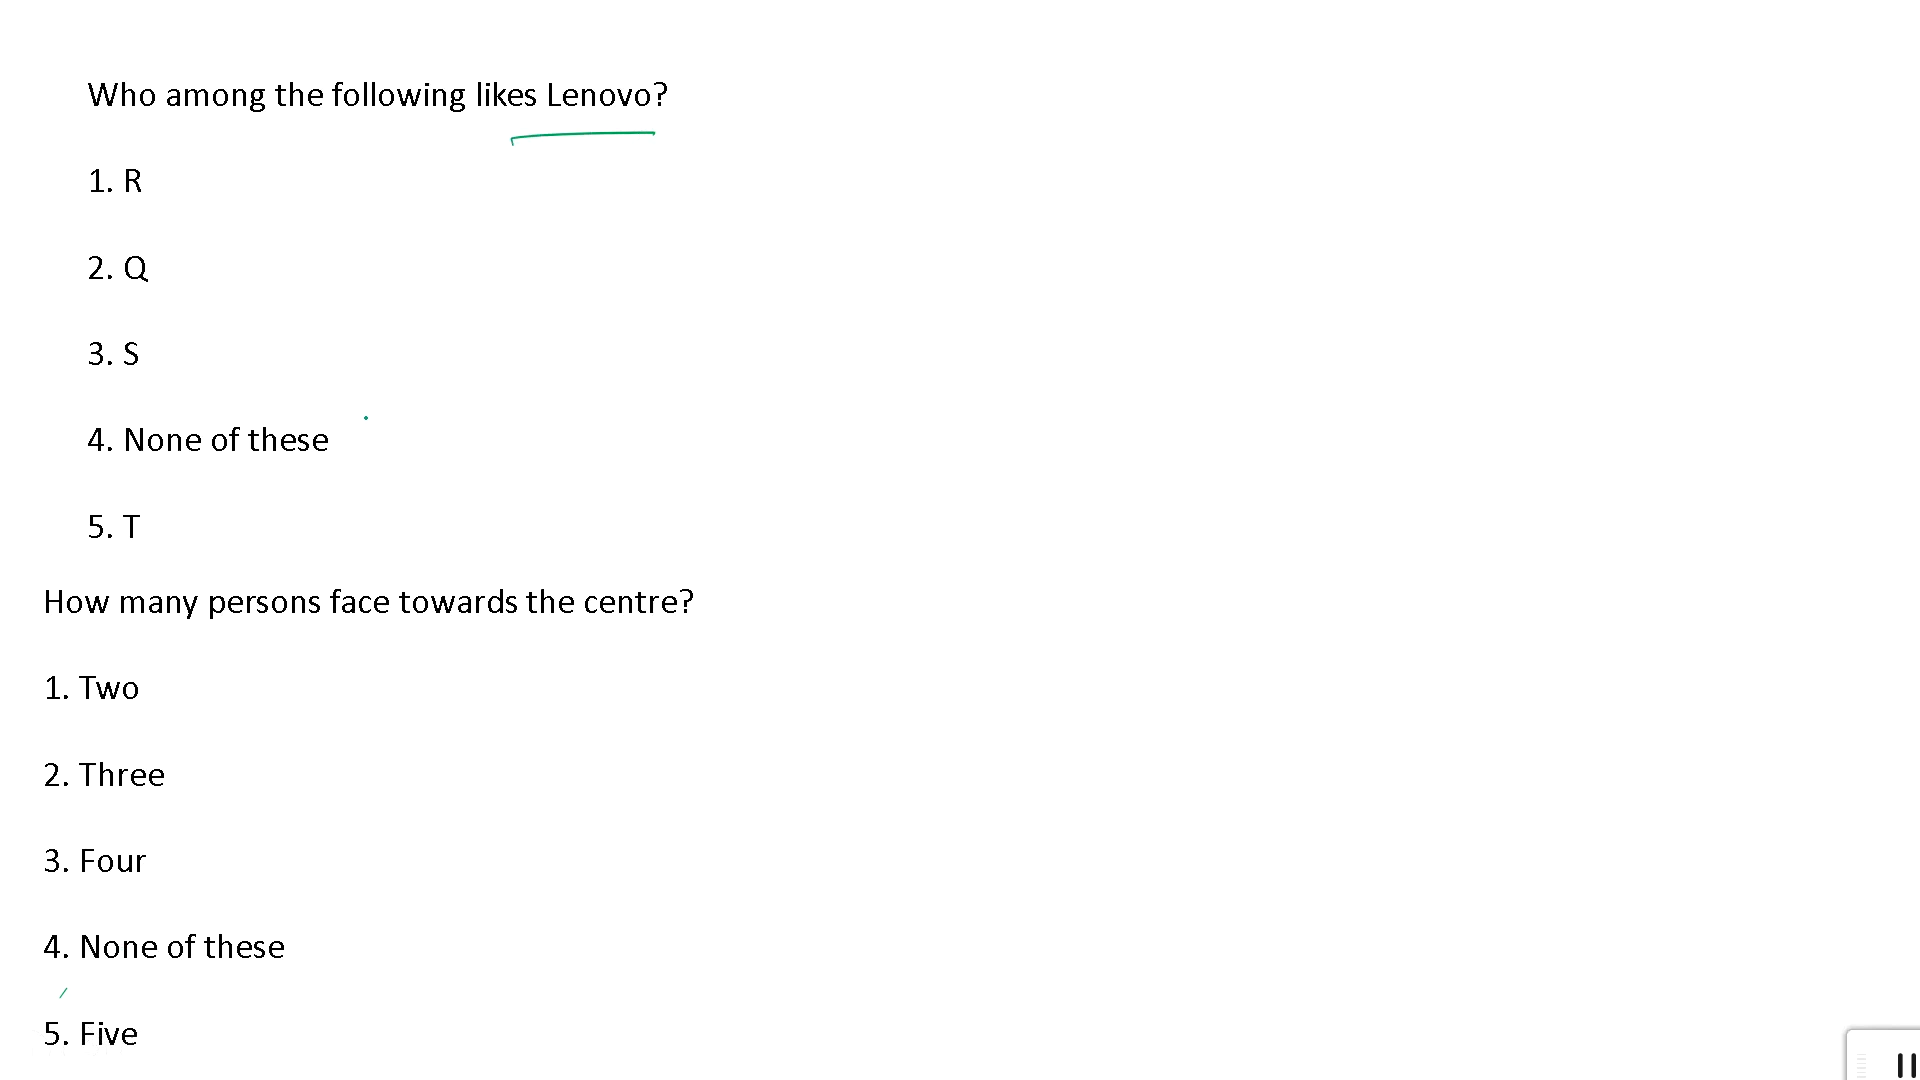 Who among the following likes Lenovo?
1. R
2. Q
3. S
4. None of these
5. T
How many persons face towards the centre?
1. Two
2. Three
3. Four
4. None of these
5. Five